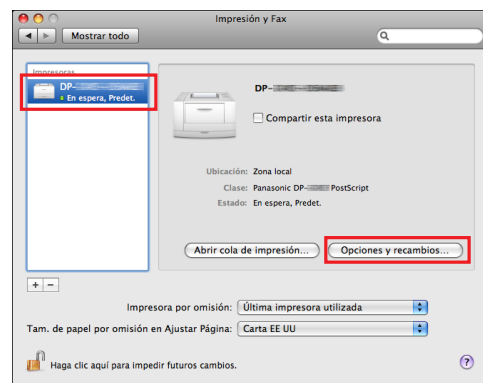 Impresión y Fax
Mostrar todo
Impresoras
DP-
En espera, Predet.
DP-
Compartir esta impresora
Ubicación: Zona local
Clase: Panasonic DP- PostScript
Estado: En espera, Predet.
Abrir cola de impresión...
Opciones y recambios...
+ −
Impresora por omisión: Última impresora utilizada
Tam. de papel por omisión en Ajustar Página: Carta EE UU
Haga clic aquí para impedir futuros cambios.
?